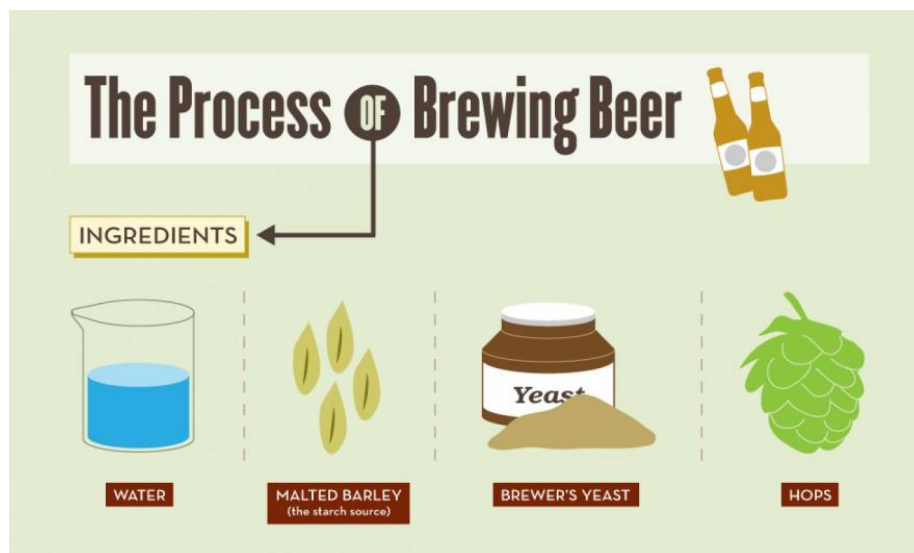 The Process OF Brewing Beer
INGREDIENTS
Yeast
WATER
MALTED BARLEY
(the starch source)
BREWER'S YEAST
HOPS